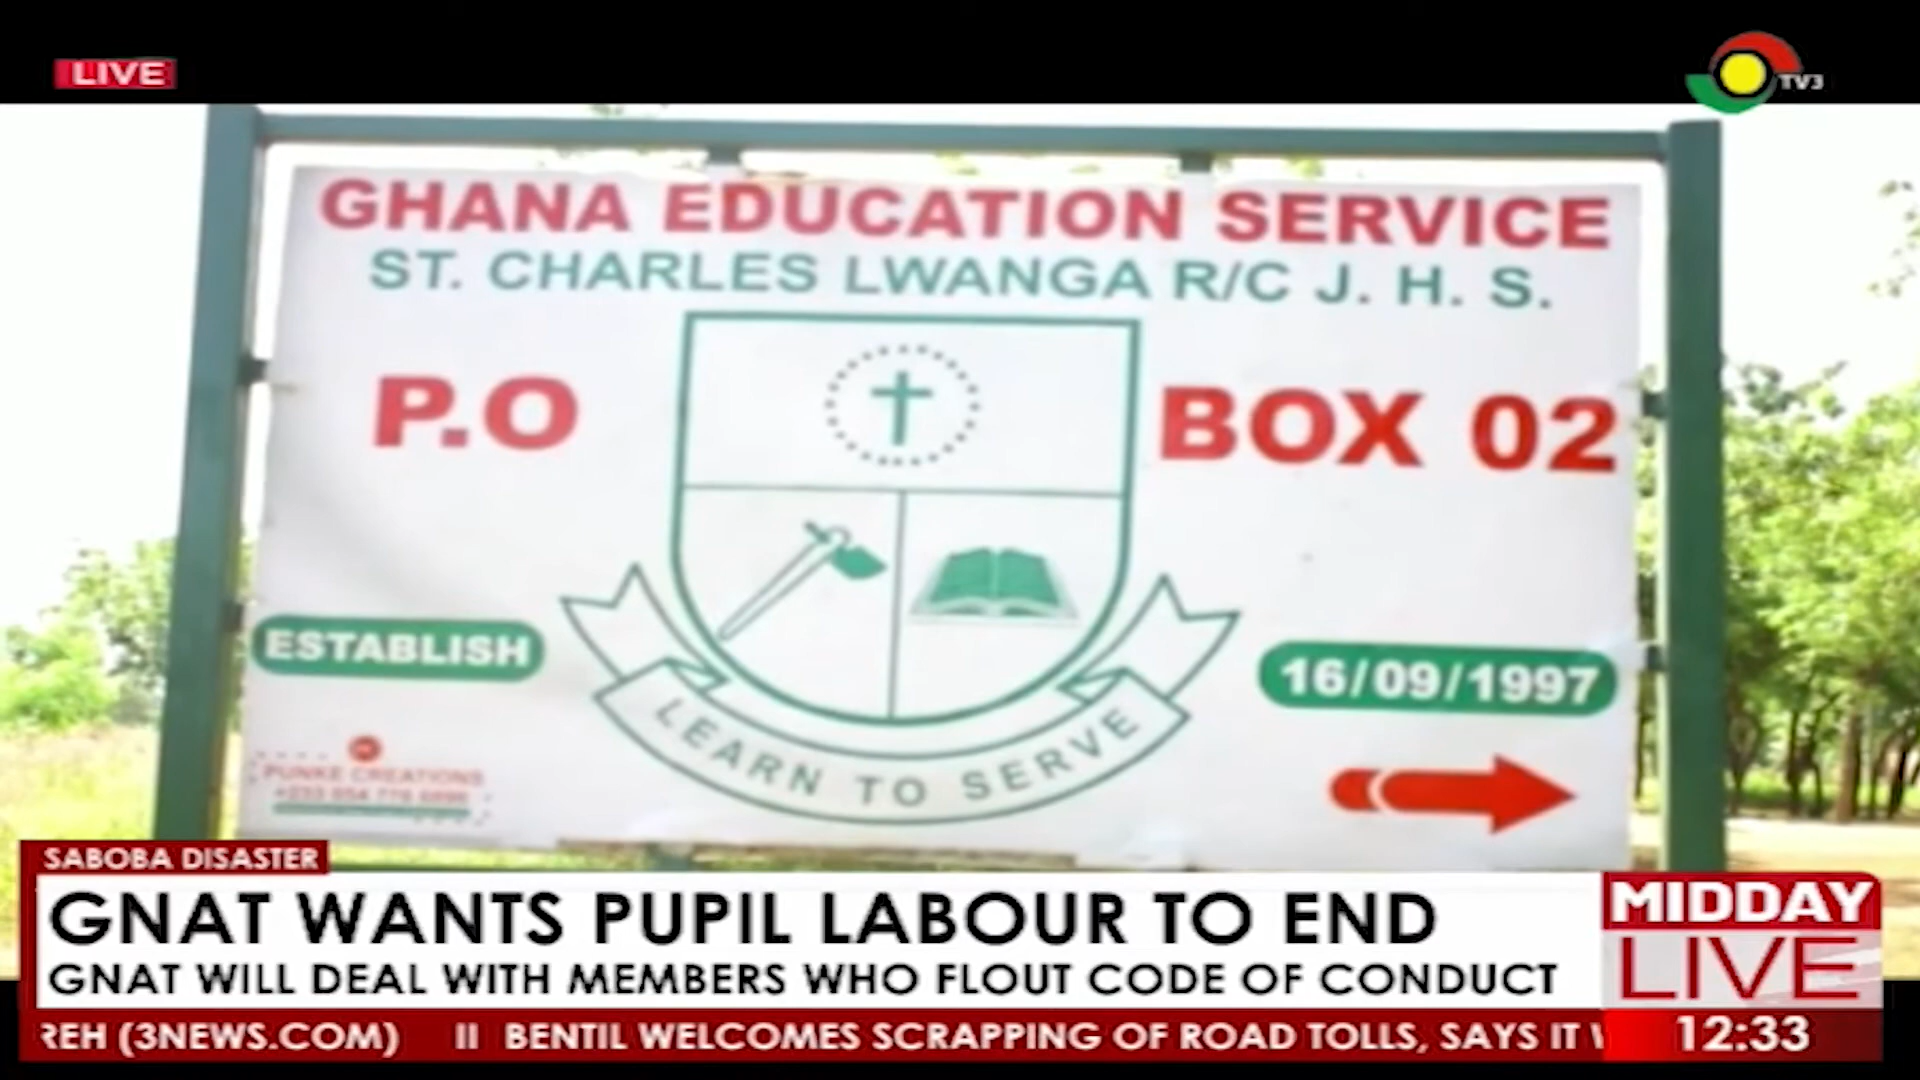 LIVE
TV3
GHANA EDUCATION SERVICE
ST. CHARLES LWANGA R/C J. H. S.
P.O BOX 02
ESTABLISH 16/09/1997
LEARN TO SERVE
PUNKE CREATIONS
SABOBA DISASTER
GNAT WANTS PUPIL LABOUR TO END
GNAT WILL DEAL WITH MEMBERS WHO FLOUT CODE OF CONDUCT
MIDDAY
LIVE
REH (3NEWS.COM) II BENTIL WELCOMES SCRAPPING OF ROAD TOLLS, SAYS IT
12:33